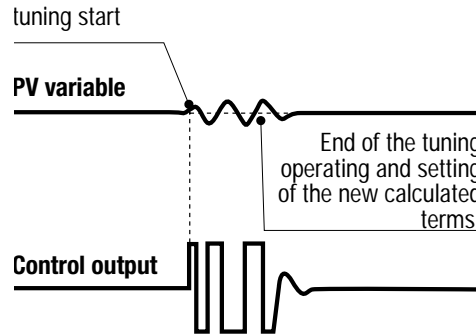 tuning start
PV variable
End of the tuning
operating and setting
of the new calculated
terms
Control output